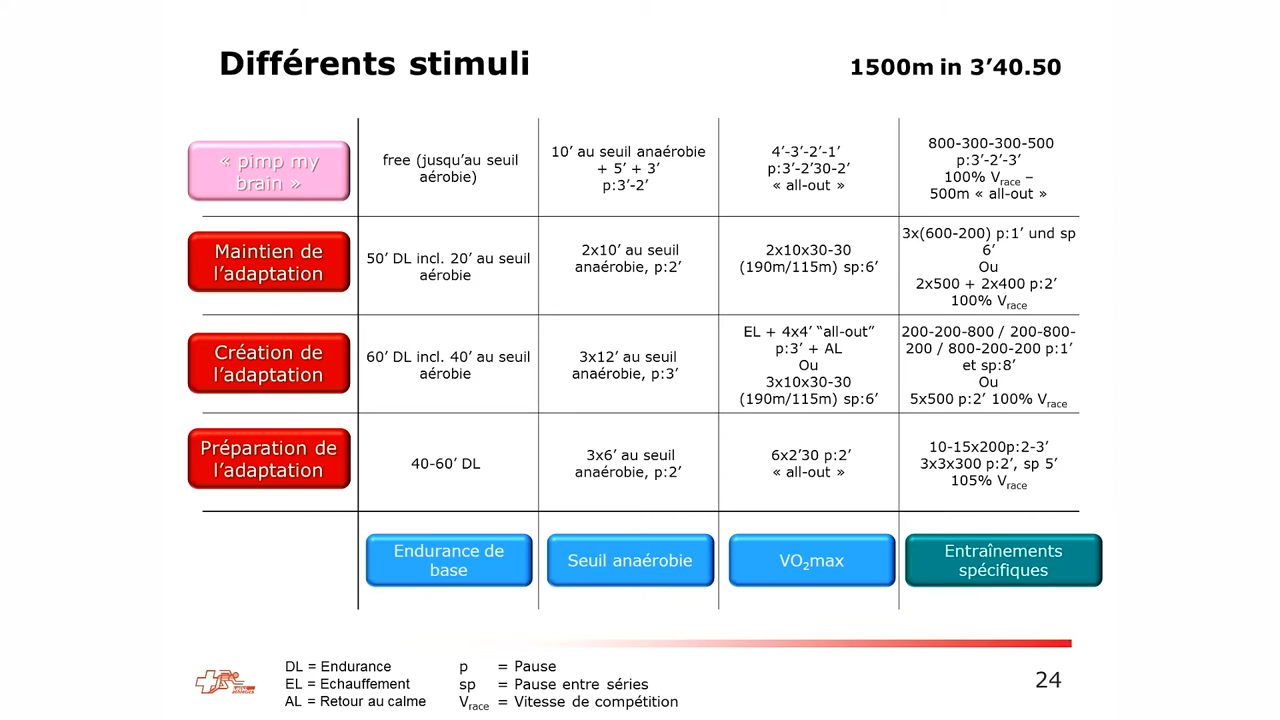 Différents stimuli
1500m in 3’40.50
« pimp my
brain »
free (jusqu’au seuil
aérobie)
10’ au seuil anaérobie
+ 5’ + 3’
p:3’-2’
4’-3’-2’-1’
p:3’-2’30-2’
« all-out »
800-300-300-500
p:3’-2’-3’
100% Vrace –
500m « all-out »
Maintien de
l’adaptation
50’ DL incl. 20’ au seuil
aérobie
2x10’ au seuil
anaérobie, p:2’
2x10x30-30
(190m/115m) sp:6’
3x(600-200) p:1’ und sp
6’
Ou
2x500 + 2x400 p:2’
100% Vrace
Création de
l’adaptation
60’ DL incl. 40’ au seuil
aérobie
3x12’ au seuil
anaérobie, p:3’
EL + 4x4’ “all-out”
p:3’ + AL
Ou
3x10x30-30
(190m/115m) sp:6’
200-200-800 / 200-800-
200 / 800-200-200 p:1’
et sp:8’
Ou
5x500 p:2’ 100% Vrace
Préparation de
l’adaptation
40-60’ DL
3x6’ au seuil
anaérobie, p:2’
6x2’30 p:2’
« all-out »
10-15x200p:2-3’
3x3x300 p:2’, sp 5’
105% Vrace
Endurance de
base
Seuil anaérobie
VO2max
Entraînements
spécifiques
DL = Endurance
EL = Echauffement
AL = Retour au calme
p = Pause
sp = Pause entre séries
Vrace = Vitesse de compétition
24